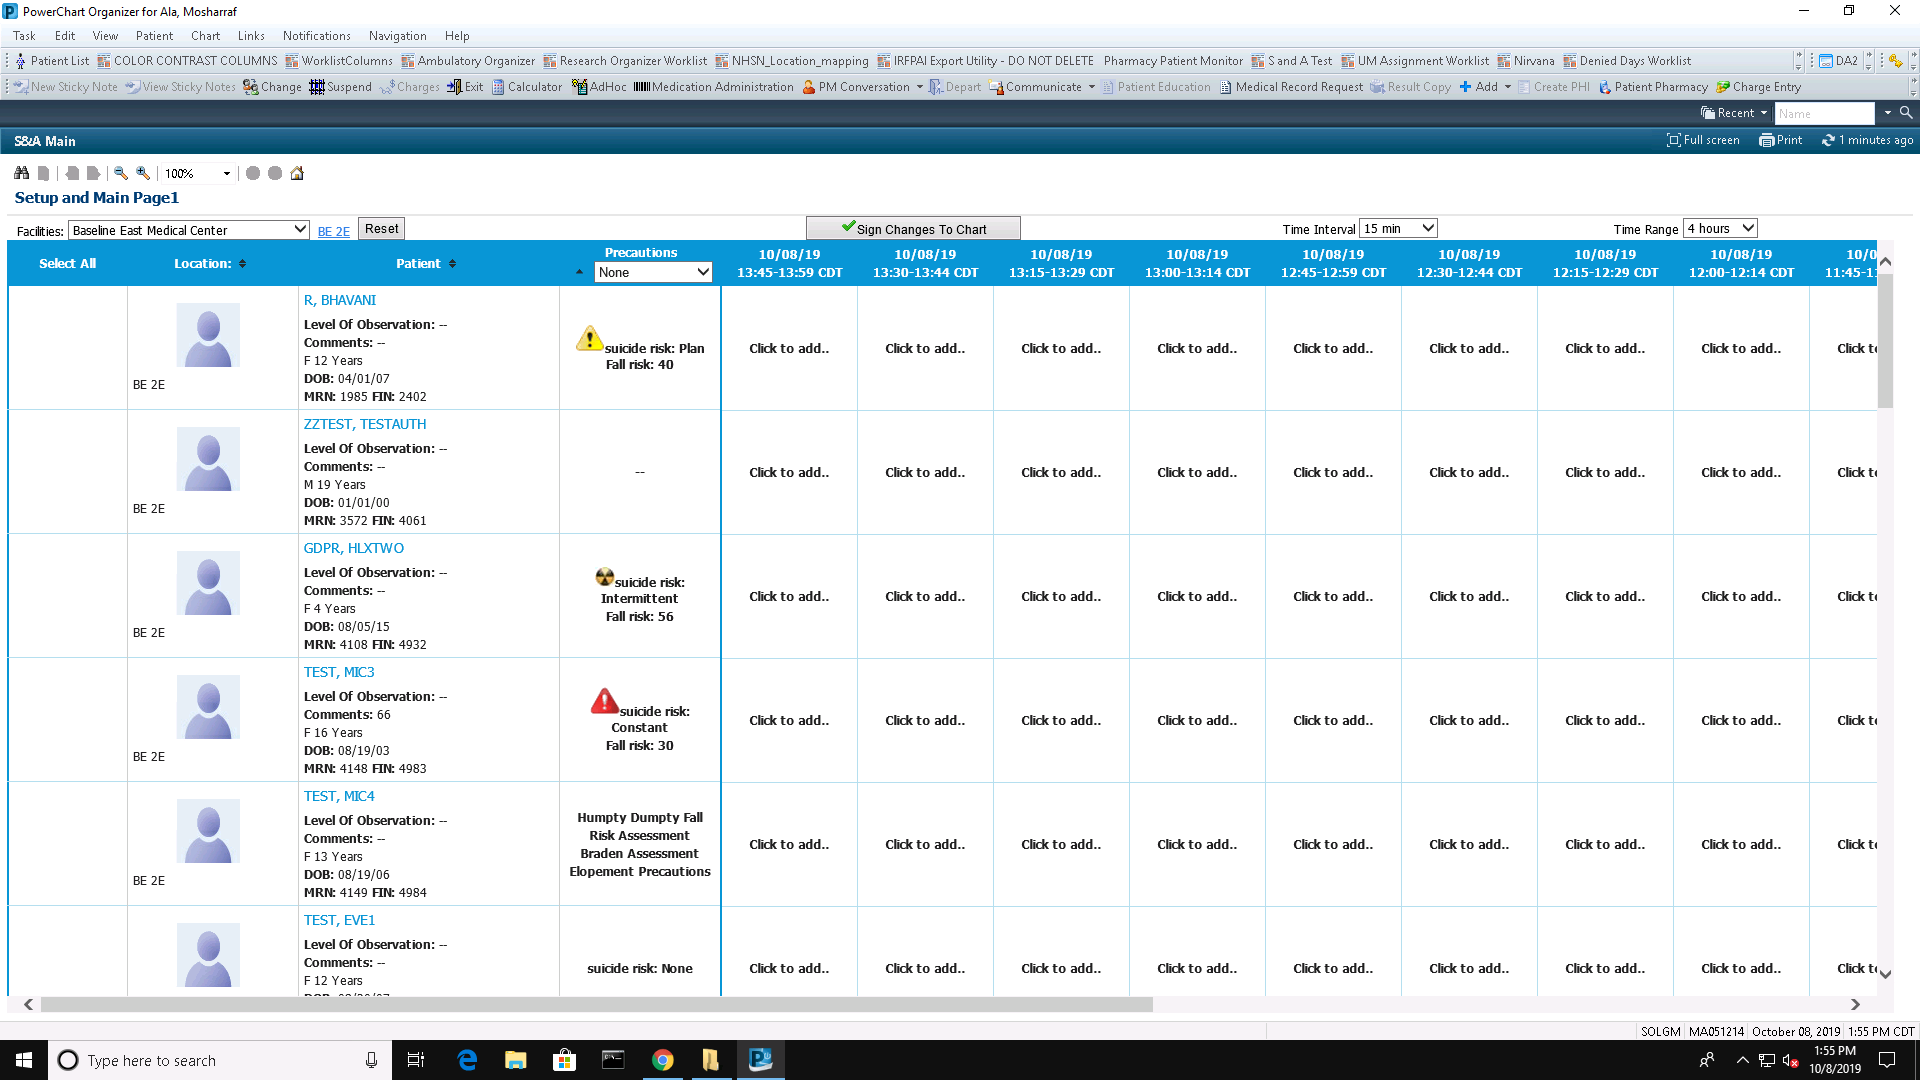 PowerChart Organizer for Ala, Mosharraf
Task Edit View Patient Chart Links Notifications Navigation Help
Patient List COLOR CONTRAST COLUMNS WorklistColumns Ambulatory Organizer Research Organizer Worklist NHSN_Location_mapping IRFPAI Export Utility - DO NOT DELETE Pharmacy Patient Monitor S and A Test UM Assignment Worklist Nirvana Denied Days Worklist DA2
New Sticky Note View Sticky Notes Change Suspend Charges Exit Calculator AdHoc Medication Administration PM Conversation Depart Communicate Patient Education Medical Record Request Result Copy Add Create PHI Patient Pharmacy Charge Entry
Recent Name
S&A Main Full screen Print 1 minutes ago
100%
Setup and Main Page1
Facilities: Baseline East Medical Center BE 2E Reset Sign Changes To Chart Time Interval 15 min Time Range 4 hours
Select All Location: Patient Precautions None
10/08/19 10/08/19 10/08/19 10/08/19 10/08/19 10/08/19 10/08/19 10/08/19 10/0
13:45-13:59 CDT 13:30-13:44 CDT 13:15-13:29 CDT 13:00-13:14 CDT 12:45-12:59 CDT 12:30-12:44 CDT 12:15-12:29 CDT 12:00-12:14 CDT 11:45-1
R, BHAVANI
Level Of Observation: --
Comments: --
F 12 Years
DOB: 04/01/07
MRN: 1985 FIN: 2402
BE 2E
suicide risk: Plan
Fall risk: 40
Click to add.. Click to add.. Click to add.. Click to add.. Click to add.. Click to add.. Click to add.. Click to add.. Click t
ZZTEST, TESTAUTH
Level Of Observation: --
Comments: --
M 19 Years
DOB: 01/01/00
MRN: 3572 FIN: 4061
BE 2E
--
Click to add.. Click to add.. Click to add.. Click to add.. Click to add.. Click to add.. Click to add.. Click to add.. Click t
GDPR, HLXTWO
Level Of Observation: --
Comments: --
F 4 Years
DOB: 08/05/15
MRN: 4108 FIN: 4932
BE 2E
suicide risk:
Intermittent
Fall risk: 56
Click to add.. Click to add.. Click to add.. Click to add.. Click to add.. Click to add.. Click to add.. Click to add.. Click t
TEST, MIC3
Level Of Observation: --
Comments: 66
F 16 Years
DOB: 08/19/03
MRN: 4148 FIN: 4983
BE 2E
suicide risk:
Constant
Fall risk: 30
Click to add.. Click to add.. Click to add.. Click to add.. Click to add.. Click to add.. Click to add.. Click to add.. Click t
TEST, MIC4
Level Of Observation: --
Comments: --
F 13 Years
DOB: 08/19/06
MRN: 4149 FIN: 4984
BE 2E
Humpty Dumpty Fall
Risk Assessment
Braden Assessment
Elopement Precautions
Click to add.. Click to add.. Click to add.. Click to add.. Click to add.. Click to add.. Click to add.. Click to add.. Click t
TEST, EVE1
Level Of Observation: --
Comments: --
F 12 Years
suicide risk: None
Click to add.. Click to add.. Click to add.. Click to add.. Click to add.. Click to add.. Click to add.. Click to add.. Click t
SOLGM MA051214 October 08, 2019 1:55 PM CDT
Type here to search
1:55 PM
10/8/2019